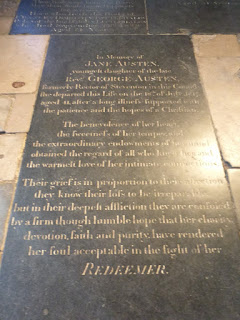 In Memory of
JANE AUSTEN,
youngest daughter of the late
Revd. GEORGE AUSTEN,
formerly Rector of Steventon in this County
she departed this Life on the 18th of July 1817,
aged 41, after a long illness supported with
the patience and the hopes of a Christian.
The benevolence of her heart,
the sweetness of her temper, and
the extraordinary endowments of her mind
obtained the regard of all who knew her, and
the warmest love of her intimate connections.
Their grief is in proportion to their affection
they know their loss to be irreparable,
but in their deepest affliction they are consoled
by a firm though humble hope that her charity,
devotion, faith and purity, have rendered
her soul acceptable in the sight of her
REDEEMER.